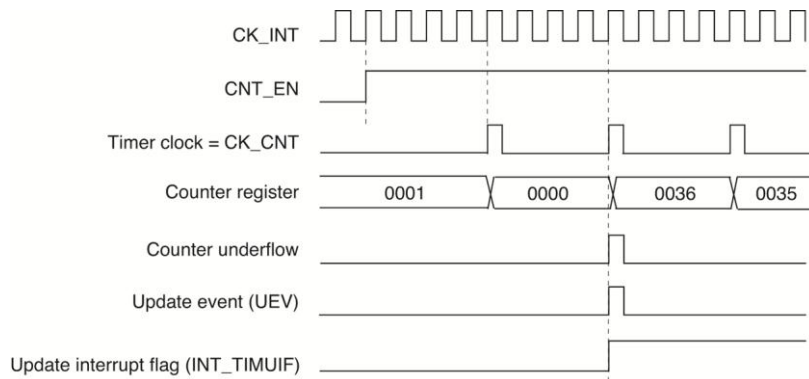 CK_INT
CNT_EN
Timer clock = CK_CNT
Counter register 0001 0000 0036 0035
Counter underflow
Update event (UEV)
Update interrupt flag (INT_TIMUIF)